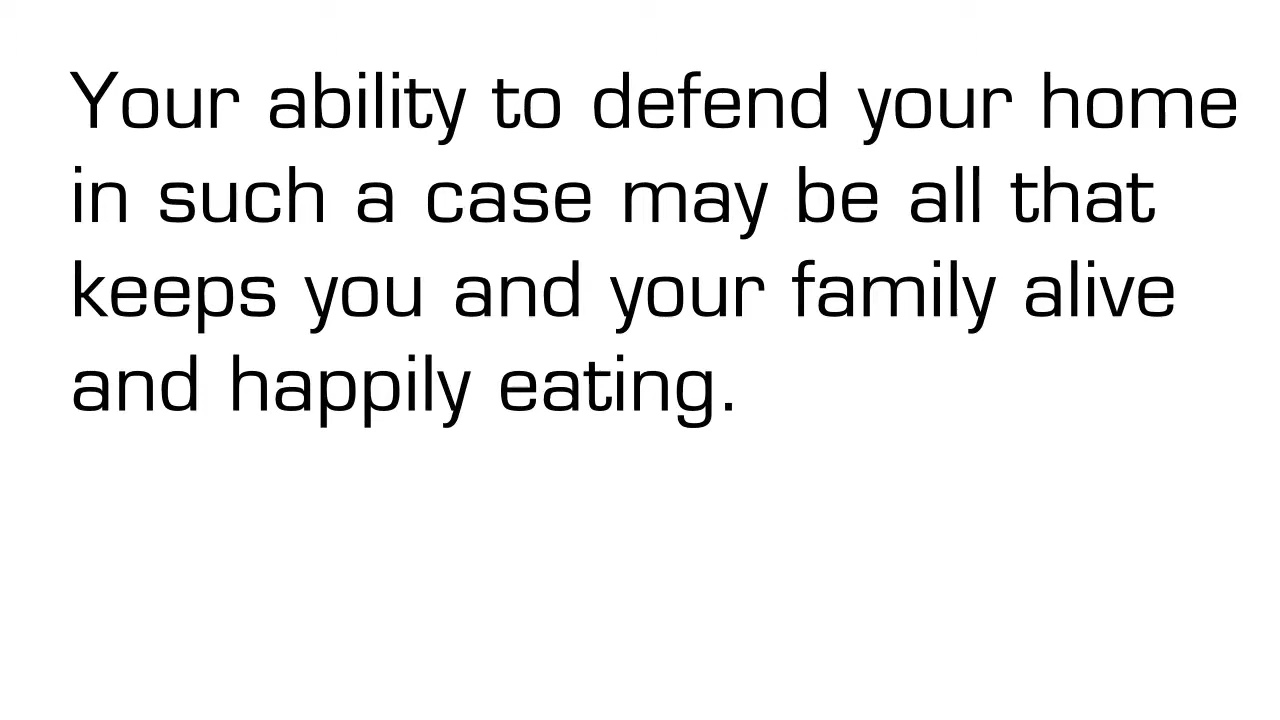 Your ability to defend your home
in such a case may be all that
keeps you and your family alive
and happily eating.